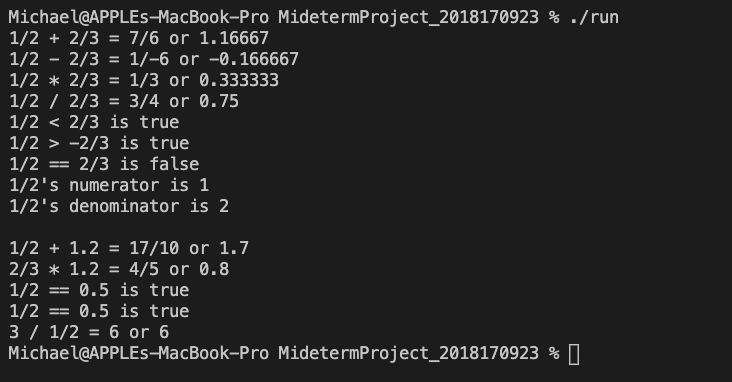 Michael@APPLEs-MacBook-Pro MidetermProject_2018170923 % ./run
1/2 + 2/3 = 7/6 or 1.16667
1/2 - 2/3 = 1/-6 or -0.166667
1/2 * 2/3 = 1/3 or 0.333333
1/2 / 2/3 = 3/4 or 0.75
1/2 < 2/3 is true
1/2 > -2/3 is true
1/2 == 2/3 is false
1/2's numerator is 1
1/2's denominator is 2
1/2 + 1.2 = 17/10 or 1.7
2/3 * 1.2 = 4/5 or 0.8
1/2 == 0.5 is true
1/2 == 0.5 is true
3 / 1/2 = 6 or 6
Michael@APPLEs-MacBook-Pro MidetermProject_2018170923 %